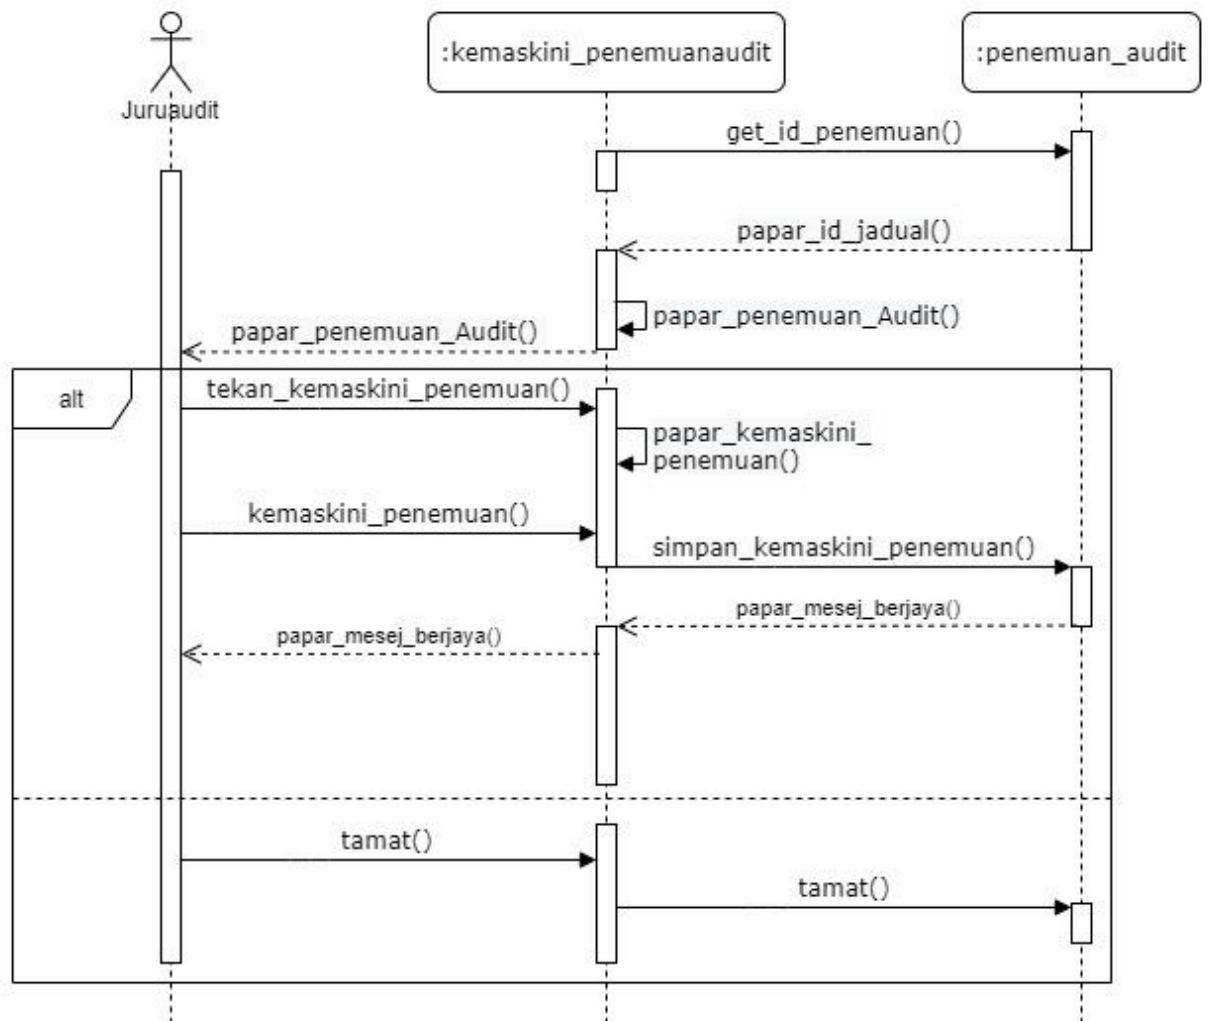 :kemaskini_penemuanaudit
:penemuan_audit
Juruaudit
get_id_penemuan()
papar_id_jadual()
papar_penemuan_Audit()
papar_penemuan_Audit()
alt
tekan_kemaskini_penemuan()
papar_kemaskini_
penemuan()
kemaskini_penemuan()
simpan_kemaskini_penemuan()
papar_mesej_berjaya()
papar_mesej_berjaya()
tamat()
tamat()